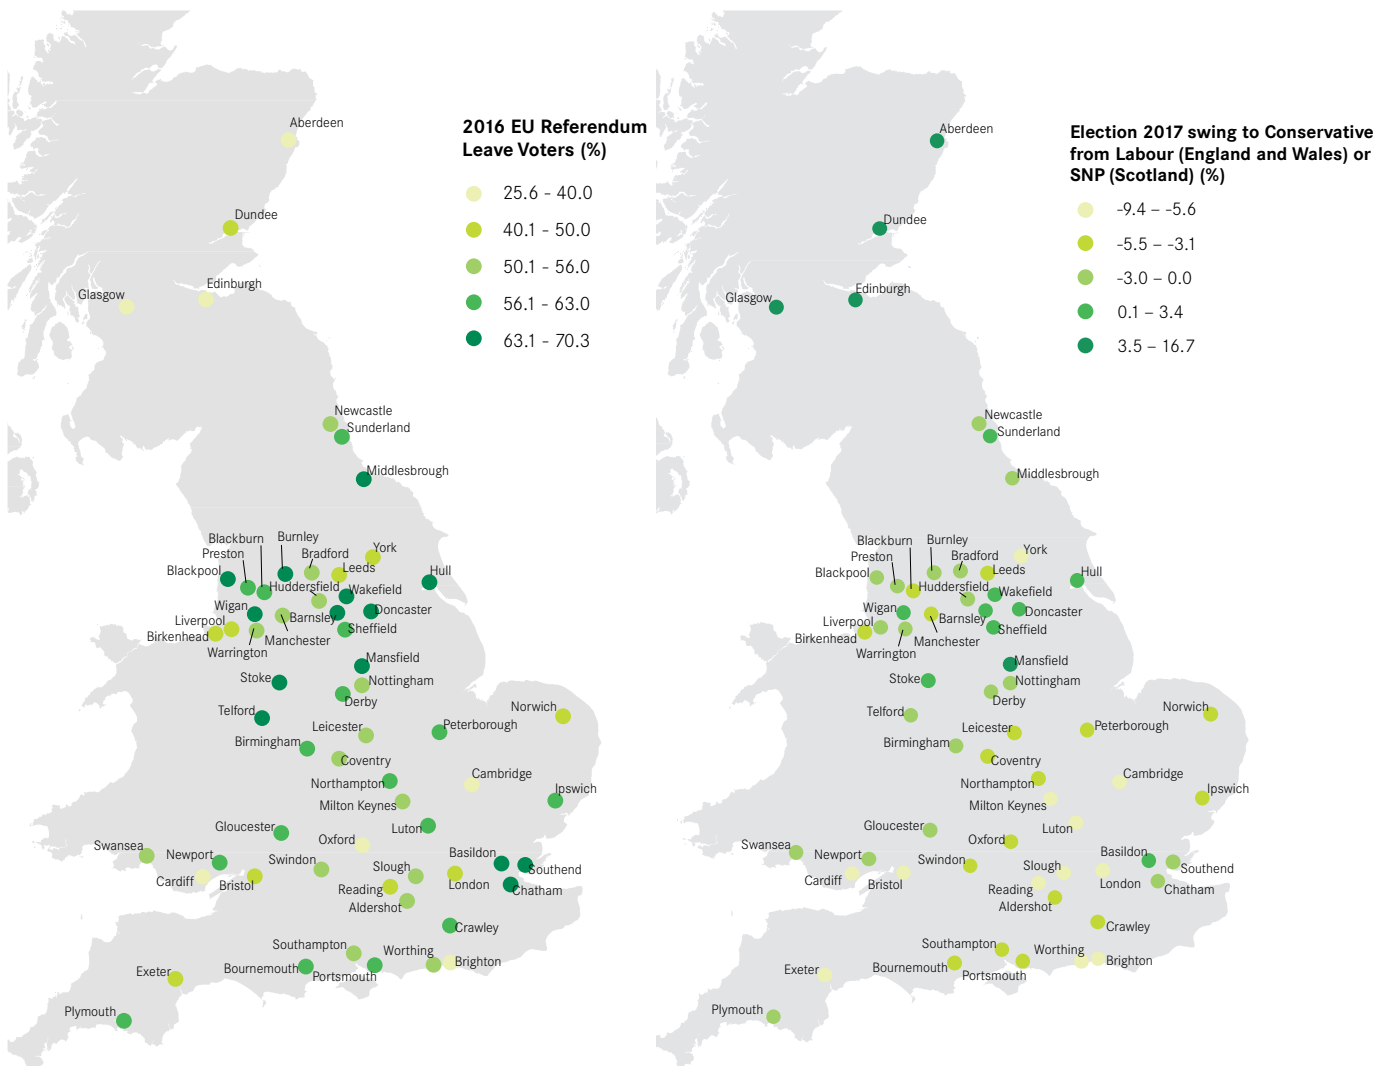 Aberdeen
2016 EU Referendum
Leave Voters (%)
25.6 - 40.0
40.1 - 50.0
50.1 - 56.0
56.1 - 63.0
63.1 - 70.3
Dundee
Edinburgh
Glasgow
Newcastle
Sunderland
Middlesbrough
Blackburn
Burnley
Preston
Bradford
York
Blackpool
Leeds
Hull
Huddersfield
Wakefield
Wigan
Doncaster
Barnsley
Liverpool
Sheffield
Birkenhead
Manchester
Warrington
Mansfield
Stoke
Nottingham
Derby
Telford
Norwich
Leicester
Peterborough
Birmingham
Coventry
Cambridge
Northampton
Ipswich
Milton Keynes
Gloucester
Luton
Oxford
Swansea
Newport
Basildon
Swindon
Slough
Southend
Cardiff
Bristol
Reading
London
Chatham
Aldershot
Crawley
Southampton
Worthing
Brighton
Bournemouth
Portsmouth
Exeter
Plymouth
Aberdeen
Election 2017 swing to Conservative
from Labour (England and Wales) or
SNP (Scotland) (%)
-9.4 – -5.6
-5.5 – -3.1
-3.0 – 0.0
0.1 – 3.4
3.5 – 16.7
Dundee
Edinburgh
Glasgow
Newcastle
Sunderland
Middlesbrough
Blackburn
Burnley
Preston
Bradford
York
Blackpool
Leeds
Hull
Huddersfield
Wakefield
Wigan
Doncaster
Barnsley
Liverpool
Sheffield
Birkenhead
Manchester
Warrington
Mansfield
Stoke
Nottingham
Derby
Telford
Norwich
Leicester
Peterborough
Birmingham
Coventry
Cambridge
Northampton
Ipswich
Milton Keynes
Gloucester
Luton
Oxford
Swansea
Newport
Basildon
Swindon
Slough
Southend
Cardiff
Bristol
Reading
London
Chatham
Aldershot
Crawley
Southampton
Worthing
Brighton
Bournemouth
Portsmouth
Exeter
Plymouth